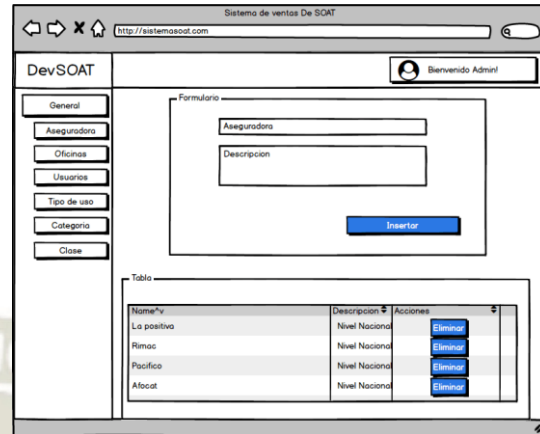 Sistema de ventas De SOAT
http://sistemasoat.com
DevSOAT
Bienvenido Admin!
General
Aseguradora
Oficinas
Usuarios
Tipo de uso
Categoria
Clase
Formulario
Aseguradora
Descripcion
Insertar
Tabla
Name^v Descripcion Acciones
La positiva Nivel Nacional Eliminar
Rimac Nivel Nacional Eliminar
Pacifico Nivel Nacional Eliminar
Afocat Nivel Nacional Eliminar